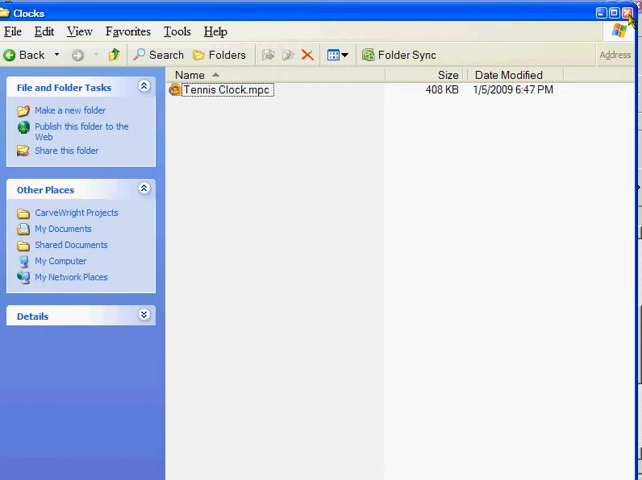 Clocks
File Edit View Favorites Tools Help
Back Search Folders Folder Sync Address
Name Size Date Modified
Tennis Clock.mpc 408 KB 1/5/2009 6:47 PM
File and Folder Tasks
Make a new folder
Publish this folder to the
Web
Share this folder
Other Places
CarveWright Projects
My Documents
Shared Documents
My Computer
My Network Places
Details